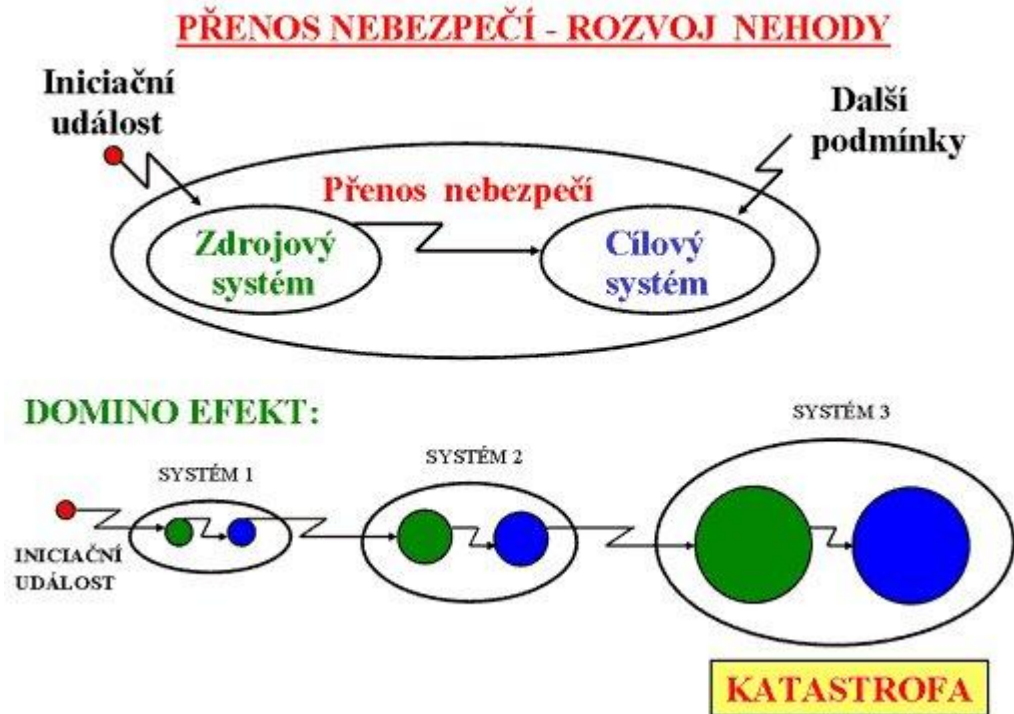 PŘENOS NEBEZPEČÍ - ROZVOJ NEHODY
Iniciační
událost
Další
podmínky
Přenos nebezpečí
Zdrojový
systém
Cílový
systém
DOMINO EFEKT:
SYSTÉM 1
SYSTÉM 2
SYSTÉM 3
INICIAČNÍ
UDÁLOST
KATASTROFA